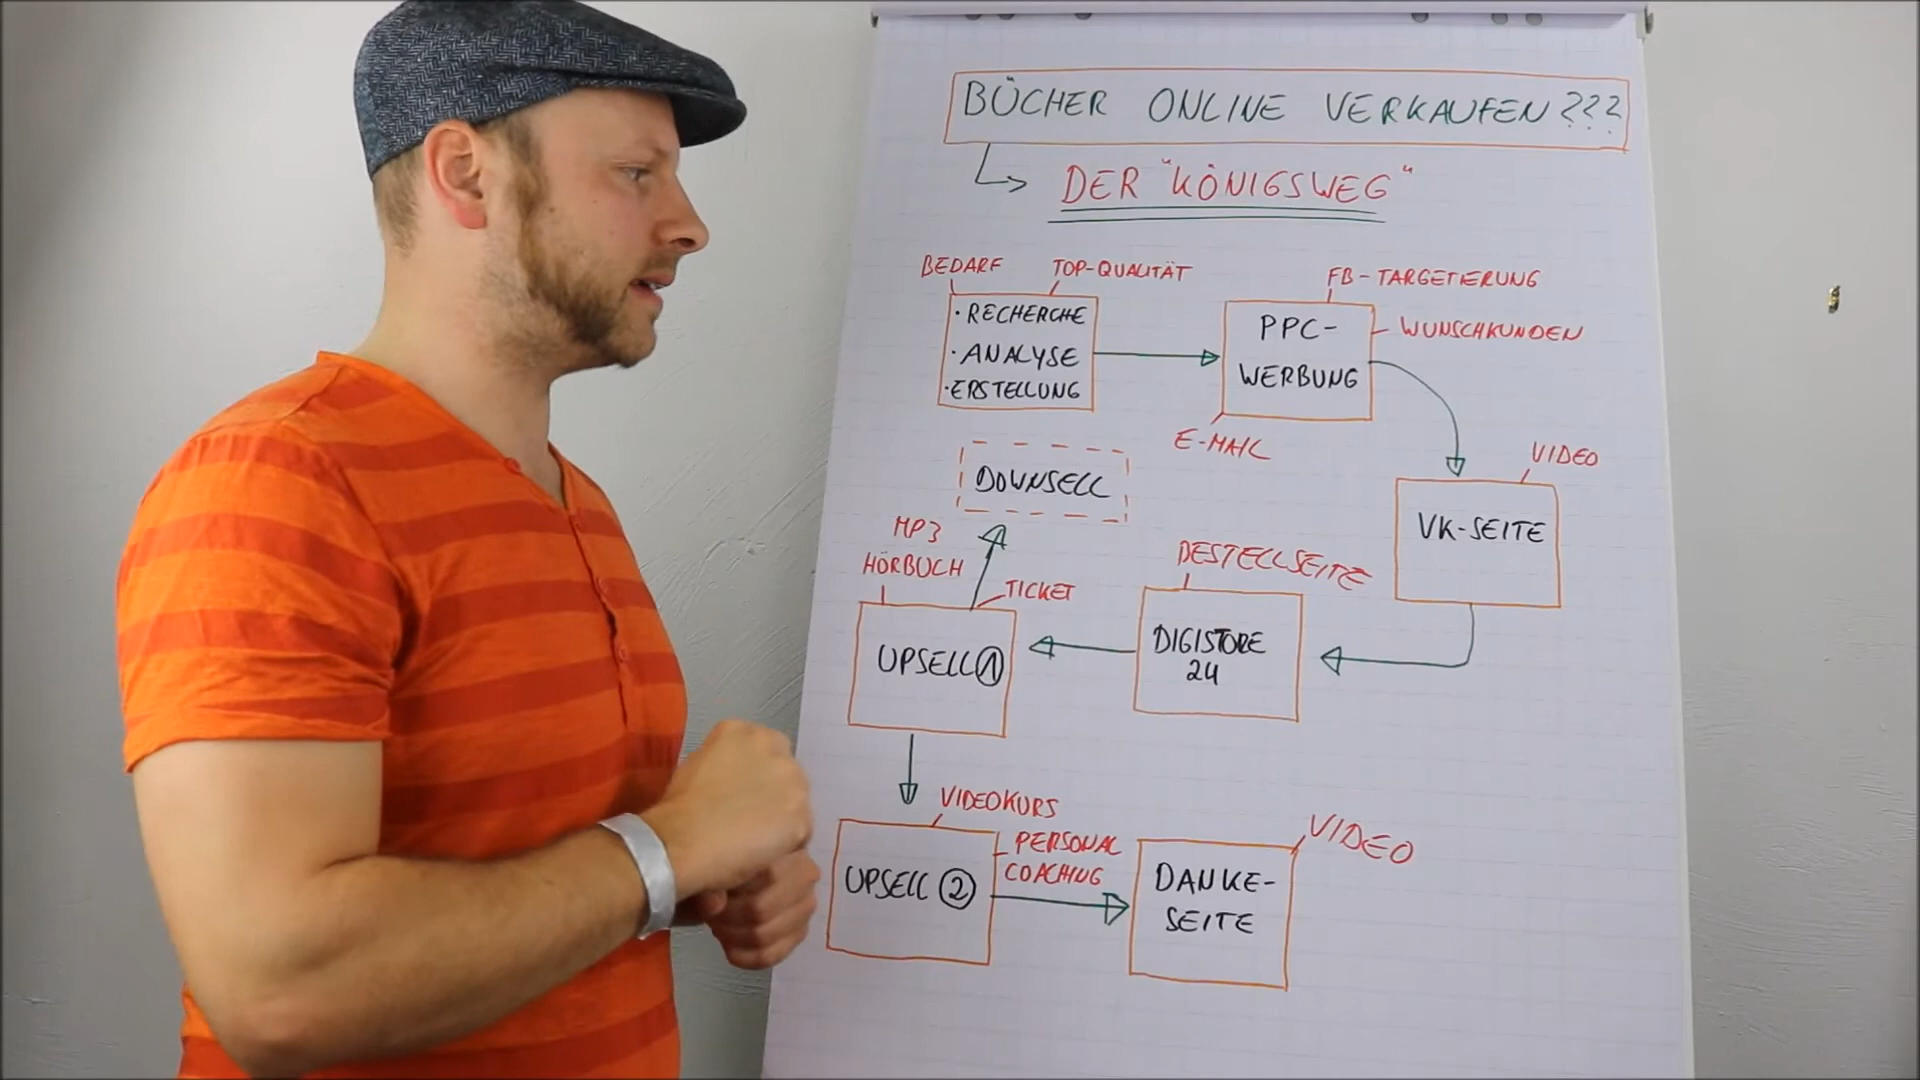 BÜCHER ONLINE VERKAUFEN???
DER "KÖNIGSWEG"
BEDARF
TOP-QUALITÄT
• RECHERCHE
• ANALYSE
• ERSTELLUNG
FB-TARGETIERUNG
PPC-
WERBUNG
WUNSCHKUNDEN
E-MAIL
VIDEO
VK-SEITE
DOWNSELL
MP3
HÖRBUCH
TICKET
UPSELL ①
BESTELLSEITE
DIGISTORE
24
VIDEOKURS
PERSONAL
COACHING
UPSELL ②
VIDEO
DANKE-
SEITE